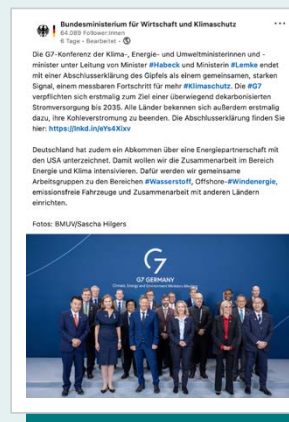 Bundesministerium für Wirtschaft und Klimaschutz
64.089 Follower:innen
6 Tage • Bearbeitet •
Die G7-Konferenz der Klima-, Energie- und Umweltministerinnen und -
minister unter Leitung von Minister #Habeck und Ministerin #Lemke endet
mit einer Abschlusserklärung des Gipfels als einem gemeinsamen, starken
Signal, einem messbaren Fortschritt für mehr #Klimaschutz. Die #G7
verpflichten sich erstmalig zum Ziel einer überwiegend dekarbonisierten
Stromversorgung bis 2035. Alle Länder bekennen sich außerdem erstmalig
dazu, ihre Kohleverstromung zu beenden. Die Abschlusserklärung finden Sie
hier: https://lnkd.in/eYs4Xixv
Deutschland hat zudem ein Abkommen über eine Energiepartnerschaft mit
den USA unterzeichnet. Damit wollen wir die Zusammenarbeit im Bereich
Energie und Klima intensivieren. Dafür werden wir gemeinsame
Arbeitsgruppen zu den Bereichen #Wasserstoff, Offshore-#Windenergie,
emissionsfreie Fahrzeuge und Zusammenarbeit mit anderen Ländern
einrichten.
Fotos: BMUV/Sascha Hilgers
G7 GERMANY
Climate, Energy and Environment Ministers' Meeting